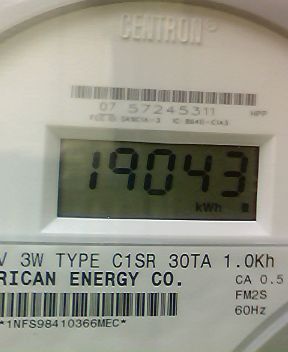 CENTRON®
07 57245311 HPP
19043
kWh
V 3W TYPE C1SR 30TA 1.0Kh
RICAN ENERGY CO. CA 0.5
FM2S
60Hz
*1NFS98410366MEC*